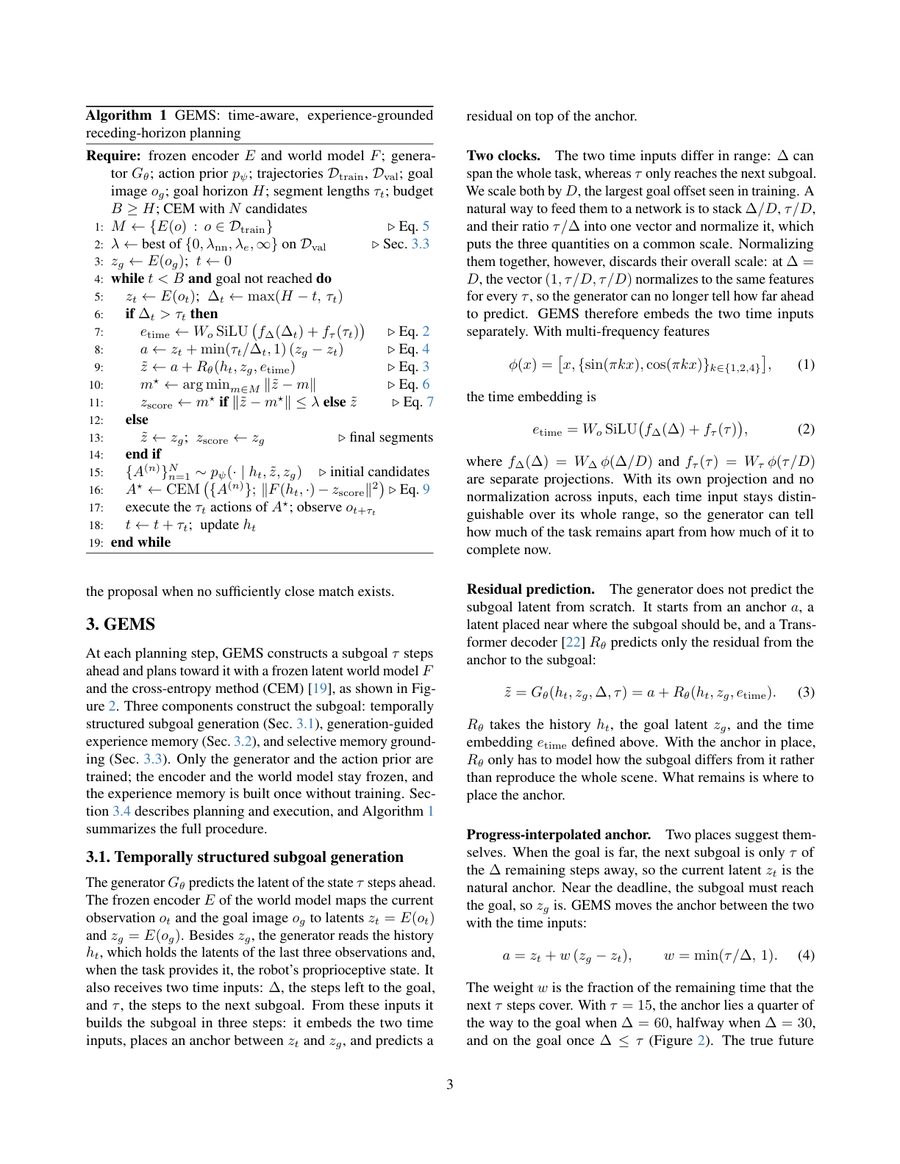 Algorithm 1 GEMS: time-aware, experience-grounded
receding-horizon planning
Require: frozen encoder E and world model F; genera-
tor Gθ; action prior pψ; trajectories Dtrain, Dval; goal
image og; goal horizon H; segment lengths τt; budget
B ≥ H; CEM with N candidates
1: M ← {E(o) : o ∈ Dtrain} ▷ Eq. 5
2: λ ← best of {0, λnn, λe, ∞} on Dval ▷ Sec. 3.3
3: zg ← E(og); t ← 0
4: while t < B and goal not reached do
5: zt ← E(ot); Δt ← max(H − t, τt)
6: if Δt > τt then
7: etime ← Wo SiLU (fΔ(Δt) + fτ(τt)) ▷ Eq. 2
8: a ← zt + min(τt/Δt, 1) (zg − zt) ▷ Eq. 4
9: z̃ ← a + Rθ(ht, zg, etime) ▷ Eq. 3
10: m⋆ ← arg minm∈M ‖z̃ − m‖ ▷ Eq. 6
11: zscore ← m⋆ if ‖z̃ − m⋆‖ ≤ λ else z̃ ▷ Eq. 7
12: else
13: z̃ ← zg; zscore ← zg ▷ final segments
14: end if
15: {A(n)}Nn=1 ∼ pψ(· | ht, z̃, zg) ▷ initial candidates
16: A⋆ ← CEM ({A(n)}; ‖F(ht, ·) − zscore‖2) ▷ Eq. 9
17: execute the τt actions of A⋆; observe ot+τt
18: t ← t + τt; update ht
19: end while
the proposal when no sufficiently close match exists.
3. GEMS
At each planning step, GEMS constructs a subgoal τ steps
ahead and plans toward it with a frozen latent world model F
and the cross-entropy method (CEM) [19], as shown in Fig-
ure 2. Three components construct the subgoal: temporally
structured subgoal generation (Sec. 3.1), generation-guided
experience memory (Sec. 3.2), and selective memory ground-
ing (Sec. 3.3). Only the generator and the action prior are
trained; the encoder and the world model stay frozen, and
the experience memory is built once without training. Sec-
tion 3.4 describes planning and execution, and Algorithm 1
summarizes the full procedure.
3.1. Temporally structured subgoal generation
The generator Gθ predicts the latent of the state τ steps ahead.
The frozen encoder E of the world model maps the current
observation ot and the goal image og to latents zt = E(ot)
and zg = E(og). Besides zg, the generator reads the history
ht, which holds the latents of the last three observations and,
when the task provides it, the robot's proprioceptive state. It
also receives two time inputs: Δ, the steps left to the goal,
and τ, the steps to the next subgoal. From these inputs it
builds the subgoal in three steps: it embeds the two time
inputs, places an anchor between zt and zg, and predicts a
residual on top of the anchor.
Two clocks. The two time inputs differ in range: Δ can
span the whole task, whereas τ only reaches the next subgoal.
We scale both by D, the largest goal offset seen in training. A
natural way to feed them to a network is to stack Δ/D, τ/D,
and their ratio τ/Δ into one vector and normalize it, which
puts the three quantities on a common scale. Normalizing
them together, however, discards their overall scale: at Δ =
D, the vector (1, τ/D, τ/D) normalizes to the same features
for every τ, so the generator can no longer tell how far ahead
to predict. GEMS therefore embeds the two time inputs
separately. With multi-frequency features
φ(x) = [x, {sin(πkx), cos(πkx)}k∈{1,2,4}], (1)
the time embedding is
etime = Wo SiLU(fΔ(Δ) + fτ(τ)), (2)
where fΔ(Δ) = WΔ φ(Δ/D) and fτ(τ) = Wτ φ(τ/D)
are separate projections. With its own projection and no
normalization across inputs, each time input stays distin-
guishable over its whole range, so the generator can tell
how much of the task remains apart from how much of it to
complete now.
Residual prediction. The generator does not predict the
subgoal latent from scratch. It starts from an anchor a, a
latent placed near where the subgoal should be, and a Trans-
former decoder [22] Rθ predicts only the residual from the
anchor to the subgoal:
z̃ = Gθ(ht, zg, Δ, τ) = a + Rθ(ht, zg, etime). (3)
Rθ takes the history ht, the goal latent zg, and the time
embedding etime defined above. With the anchor in place,
Rθ only has to model how the subgoal differs from it rather
than reproduce the whole scene. What remains is where to
place the anchor.
Progress-interpolated anchor. Two places suggest them-
selves. When the goal is far, the next subgoal is only τ of
the Δ remaining steps away, so the current latent zt is the
natural anchor. Near the deadline, the subgoal must reach
the goal, so zg is. GEMS moves the anchor between the two
with the time inputs:
a = zt + w (zg − zt), w = min(τ/Δ, 1). (4)
The weight w is the fraction of the remaining time that the
next τ steps cover. With τ = 15, the anchor lies a quarter of
the way to the goal when Δ = 60, halfway when Δ = 30,
and on the goal once Δ ≤ τ (Figure 2). The true future
3